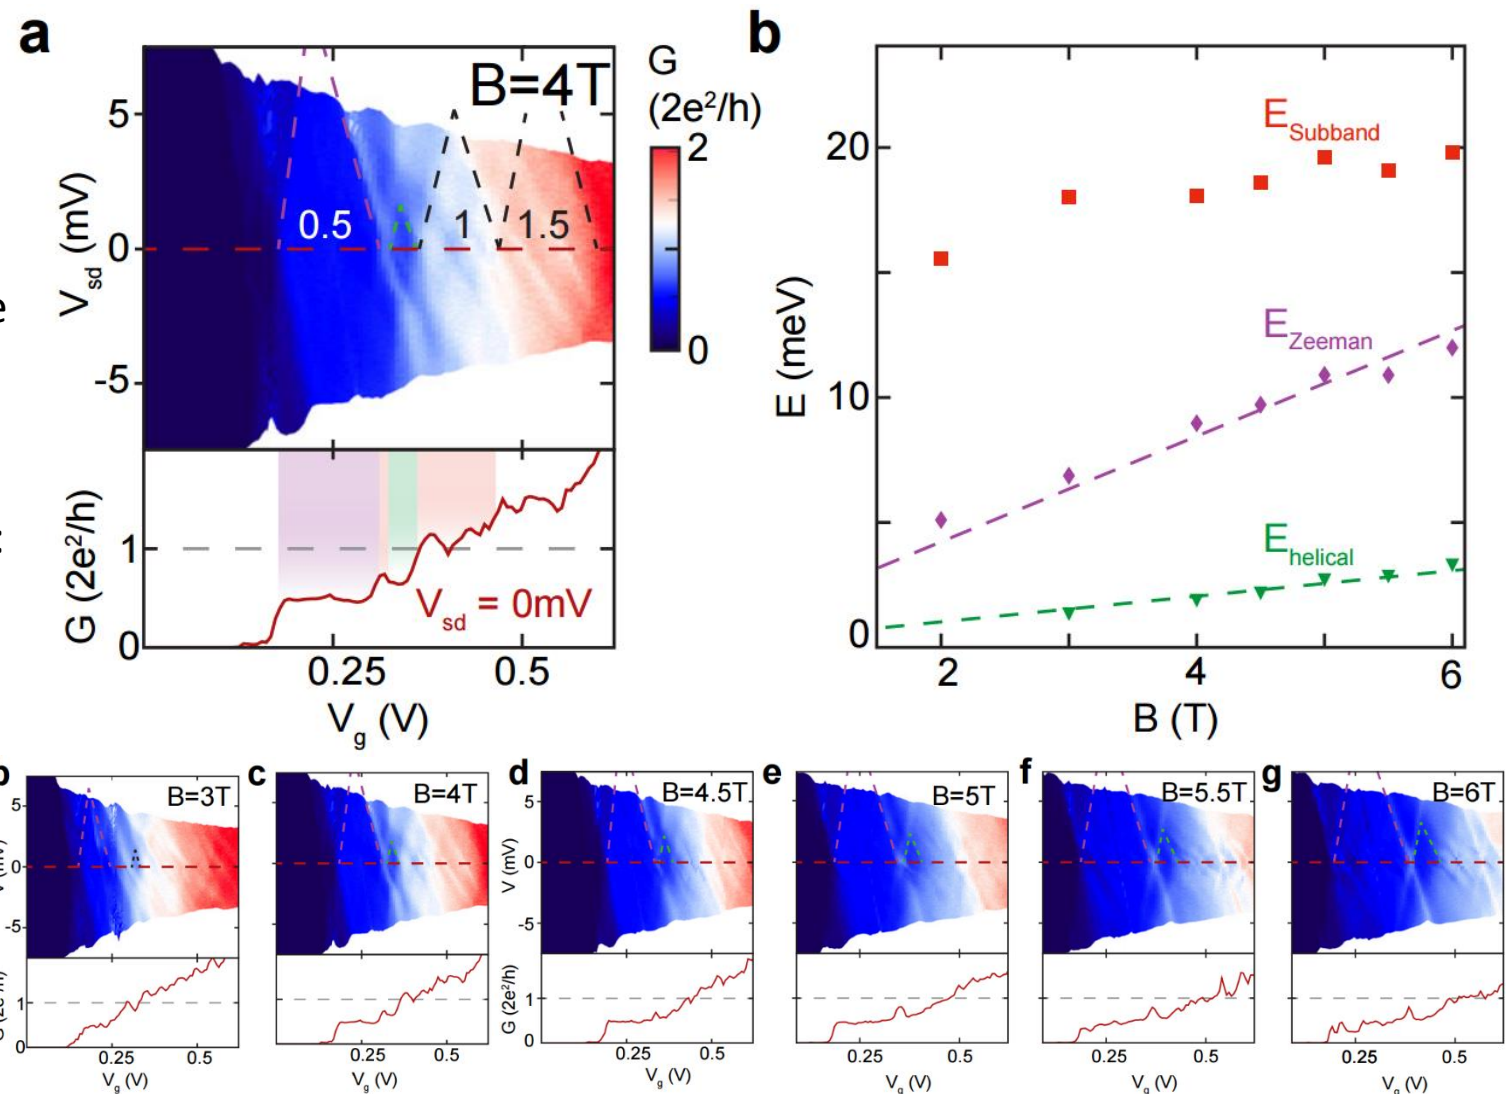 a
B=4T
G
(2e²/h)
2
0
5
0
-5
V_sd (mV)
0.5
1
1.5
G (2e²/h)
1
0
V_sd = 0mV
0.25
0.5
V_g (V)
b
E (meV)
20
10
0
E_Subband
E_Zeeman
E_helical
2
4
6
B (T)
B=3T
5
0
-5
1
0
0.25
0.5
V_g (V)
c
B=4T
0.25
0.5
V_g (V)
d
B=4.5T
V (mV)
5
0
-5
G (2e²/h)
1
0
0.25
0.5
V_g (V)
e
B=5T
0.25
0.5
V_g (V)
f
B=5.5T
0.25
0.5
V_g (V)
g
B=6T
0.25
0.5
V_g (V)